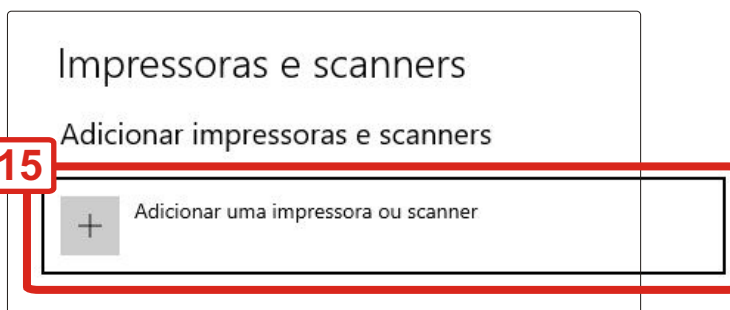 Impressoras e scanners
Adicionar impressoras e scanners
15
Adicionar uma impressora ou scanner